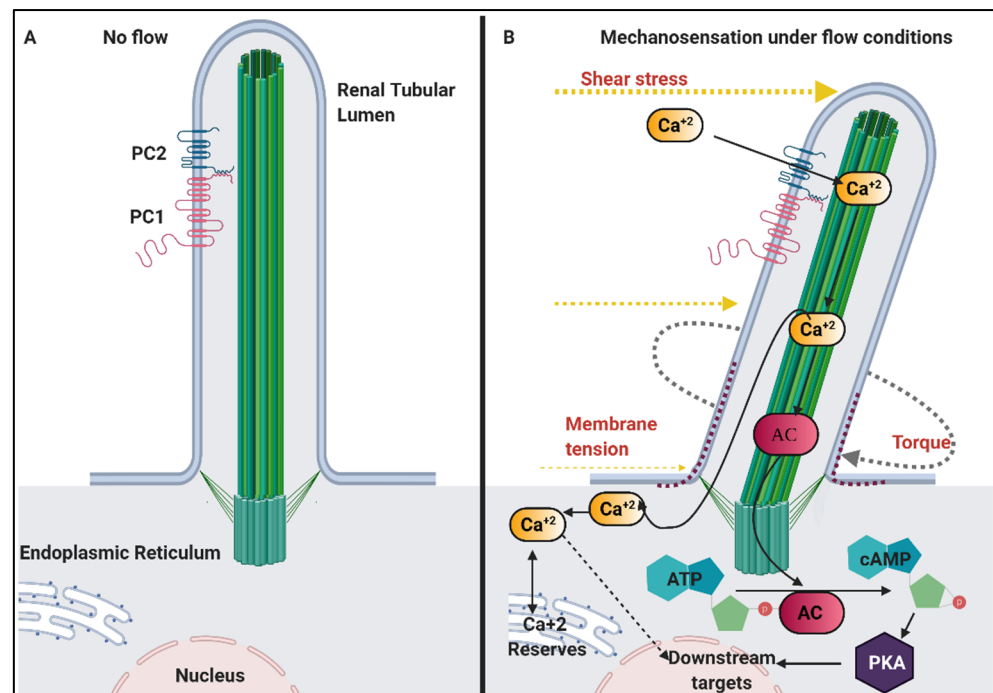 A
No flow
Renal Tubular
Lumen
PC2
PC1
Endoplasmic Reticulum
Nucleus
B
Mechanosensation under flow conditions
Shear stress
Ca+2
Ca+2
Ca+2
AC
Membrane
tension
Torque
Ca+2
Ca+2
ATP
cAMP
P
P
AC
Ca+2
Reserves
Downstream
targets
PKA